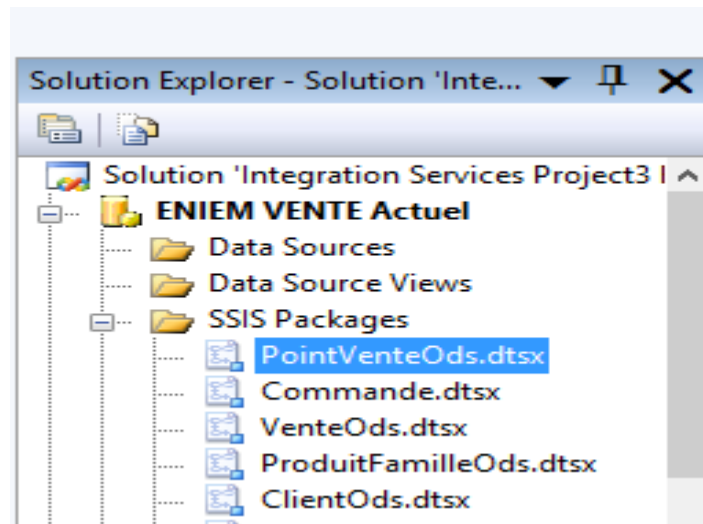 Solution Explorer - Solution 'Inte...
Solution 'Integration Services Project3 I
ENIEM VENTE Actuel
Data Sources
Data Source Views
SSIS Packages
PointVenteOds.dtsx
Commande.dtsx
VenteOds.dtsx
ProduitFamilleOds.dtsx
ClientOds.dtsx